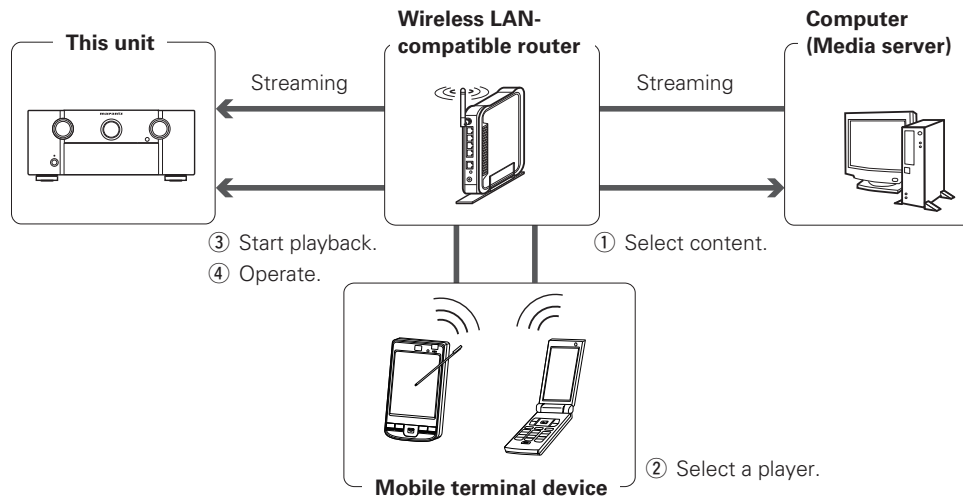 This unit
Wireless LAN-
compatible router
Computer
(Media server)
Streaming
Streaming
marantz
③ Start playback.
④ Operate.
① Select content.
② Select a player.
Mobile terminal device